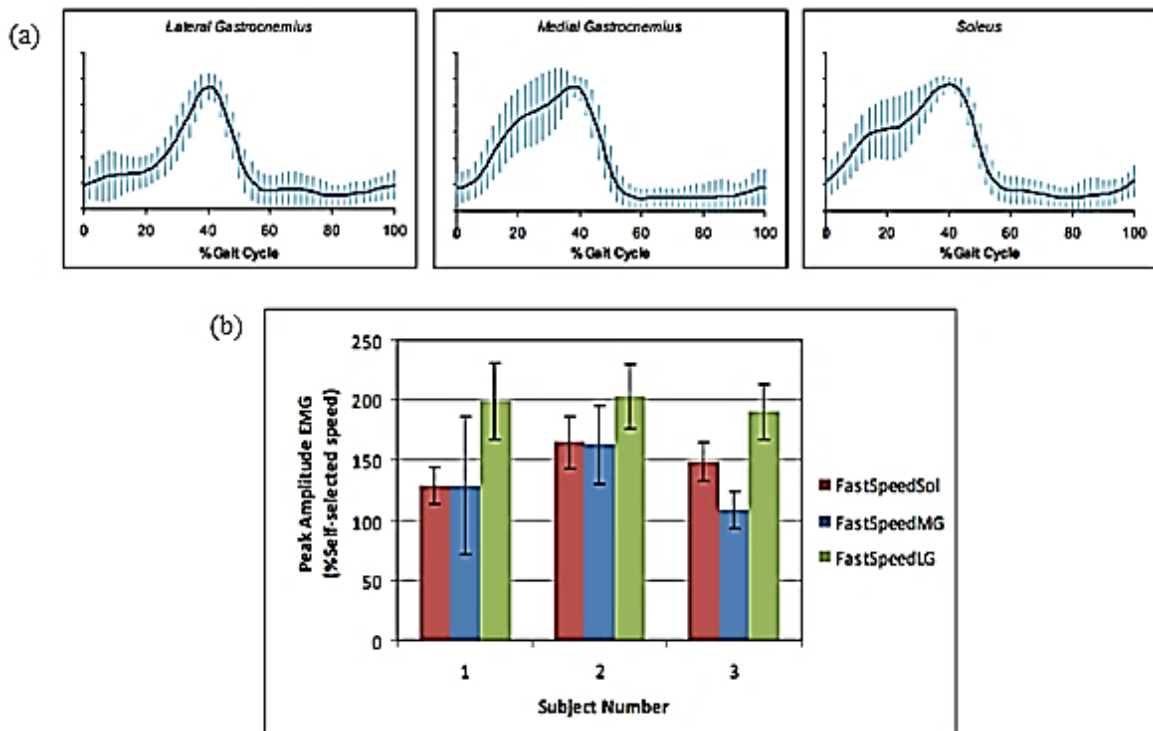 (a)
Lateral Gastrocnemius
0 20 40 60 80 100
%Gait Cycle
Medial Gastrocnemius
0 20 40 60 80 100
%Gait Cycle
Soleus
0 20 40 60 80 100
%Gait Cycle
(b)
Peak Amplitude EMG
(%Self-selected speed)
250
200
150
100
50
0
1 2 3
Subject Number
FastSpeedSol
FastSpeedMG
FastSpeedLG